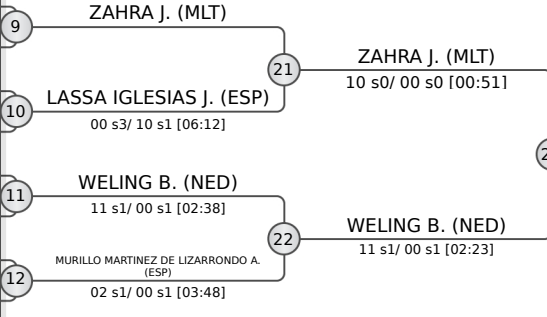 ZAHRA J. (MLT)
9
21
ZAHRA J. (MLT)
10 s0/ 00 s0 [00:51]
LASSA IGLESIAS J. (ESP)
10
00 s3/ 10 s1 [06:12]
WELING B. (NED)
11
11 s1/ 00 s1 [02:38]
22
WELING B. (NED)
11 s1/ 00 s1 [02:23]
MURILLO MARTINEZ DE LIZARRONDO A.
(ESP)
12
02 s1/ 00 s1 [03:48]